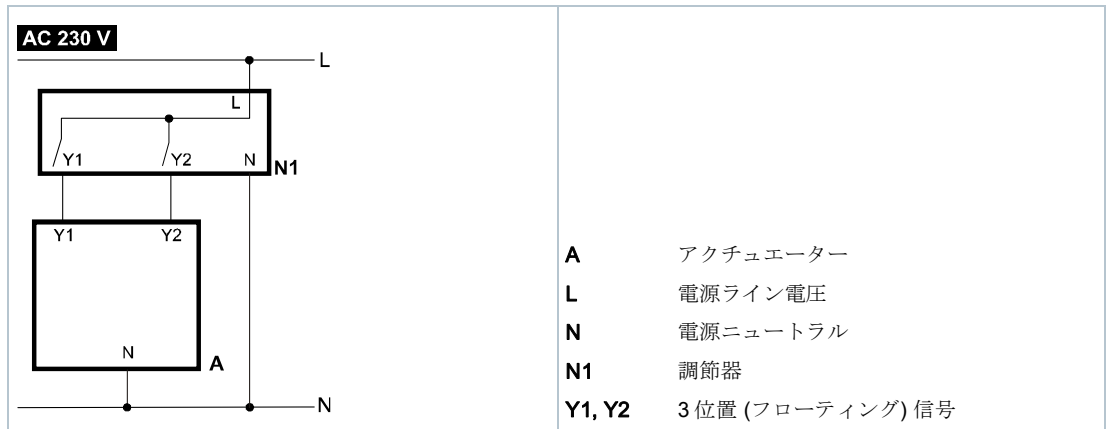 AC 230 V
L
L
Y1 Y2 N
N1
Y1 Y2
N
A
N
A アクチュエーター
L 電源ライン電圧
N 電源ニュートラル
N1 調節器
Y1, Y2 3 位置 (フローティング) 信号